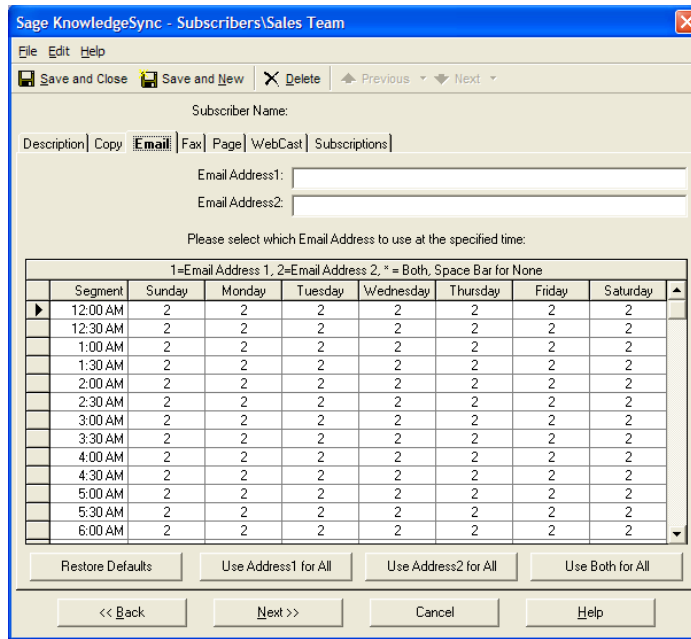 Sage KnowledgeSync - Subscribers\Sales Team
File Edit Help
Save and Close Save and New Delete Previous Next
Subscriber Name:
Description Copy Email Fax Page WebCast Subscriptions
Email Address1:
Email Address2:
Please select which Email Address to use at the specified time:
1=Email Address 1, 2=Email Address 2, * = Both, Space Bar for None
Segment Sunday Monday Tuesday Wednesday Thursday Friday Saturday
12:00 AM 2 2 2 2 2 2 2
12:30 AM 2 2 2 2 2 2 2
1:00 AM 2 2 2 2 2 2 2
1:30 AM 2 2 2 2 2 2 2
2:00 AM 2 2 2 2 2 2 2
2:30 AM 2 2 2 2 2 2 2
3:00 AM 2 2 2 2 2 2 2
3:30 AM 2 2 2 2 2 2 2
4:00 AM 2 2 2 2 2 2 2
4:30 AM 2 2 2 2 2 2 2
5:00 AM 2 2 2 2 2 2 2
5:30 AM 2 2 2 2 2 2 2
6:00 AM 2 2 2 2 2 2 2
Restore Defaults Use Address1 for All Use Address2 for All Use Both for All
<< Back Next >> Cancel Help